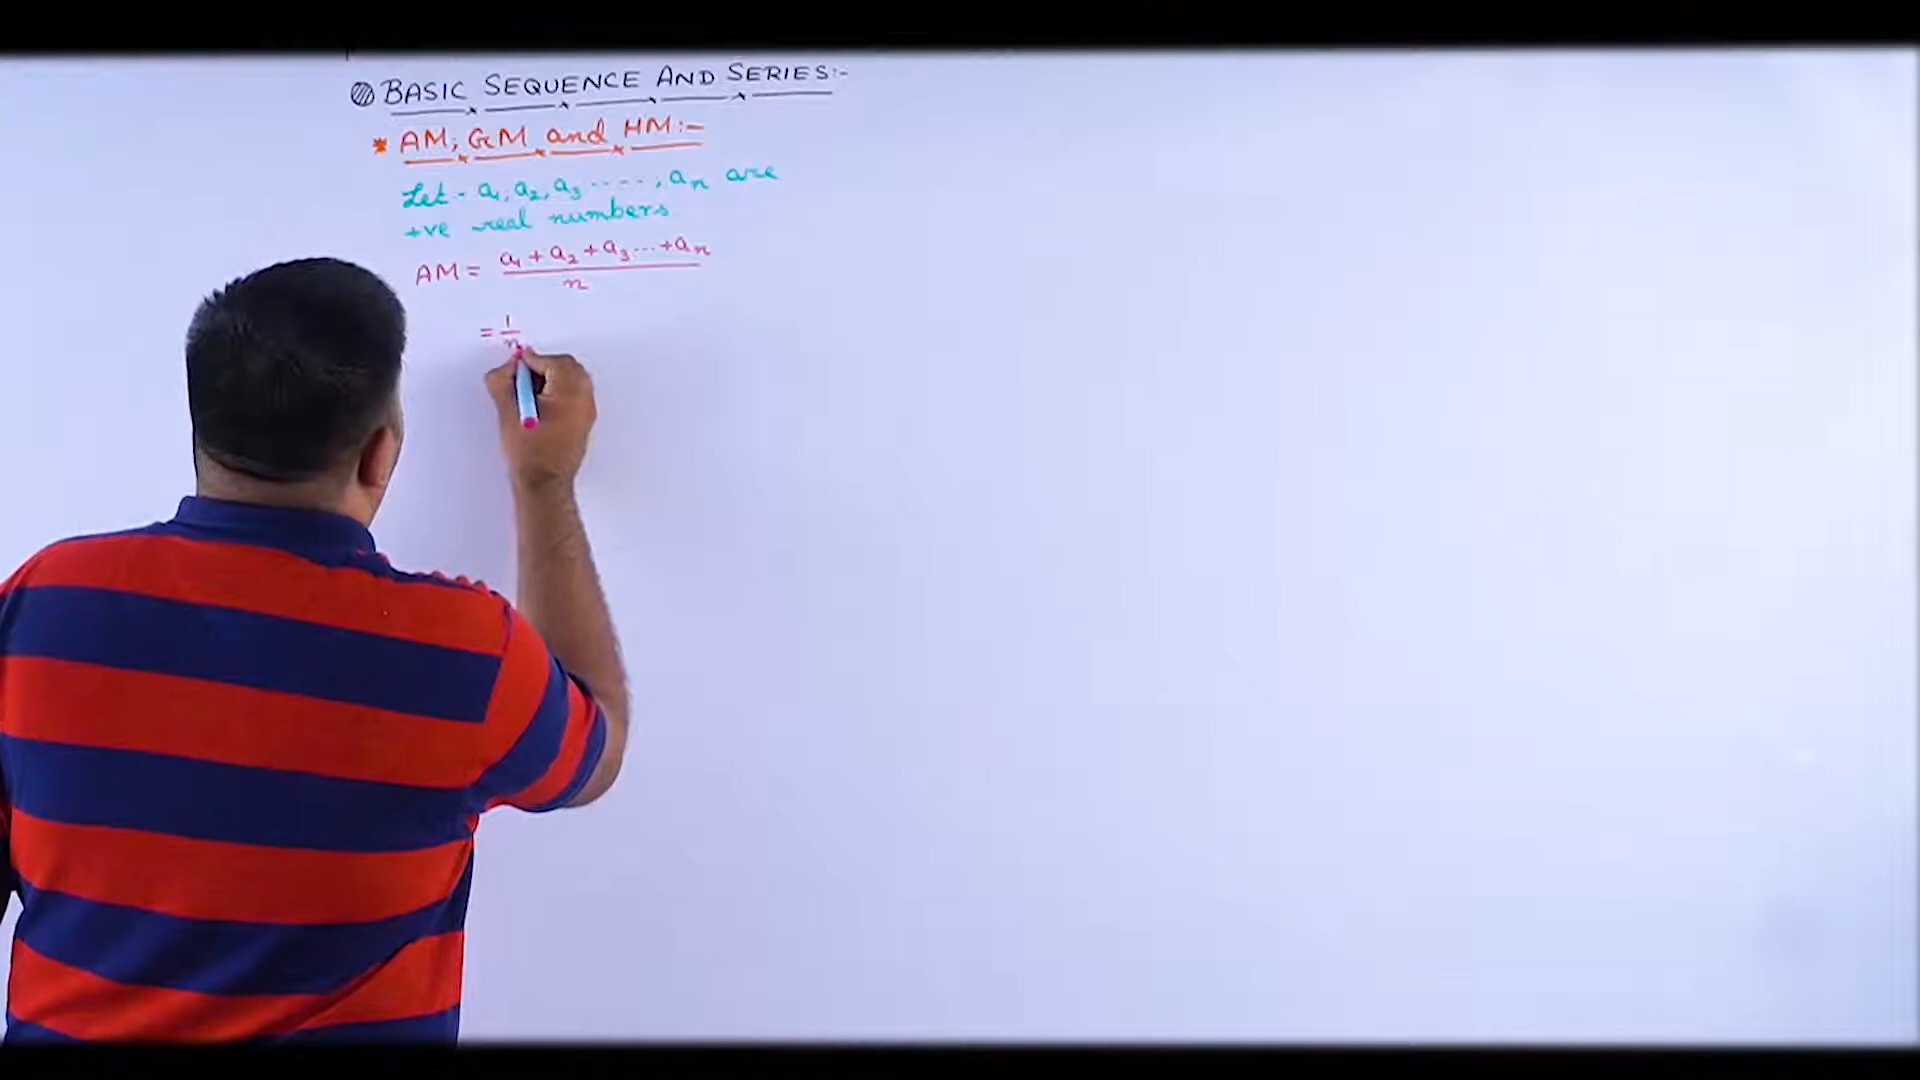 BASIC SEQUENCE AND SERIES:-
* AM, GM and HM:-
Let - a₁, a₂, a₃ ....., aₙ are
+ve real numbers
AM = a₁ + a₂ + a₃ ... + aₙ
n
= 1
n